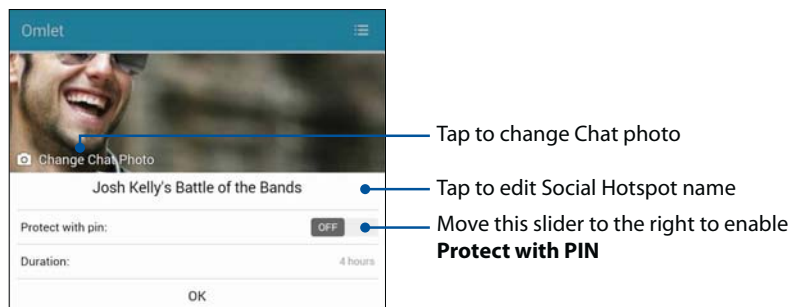 Omlet
Change Chat Photo
Tap to change Chat photo
Josh Kelly's Battle of the Bands
Tap to edit Social Hotspot name
Protect with pin:
OFF
Move this slider to the right to enable
Protect with PIN
Duration:
4 hours
OK